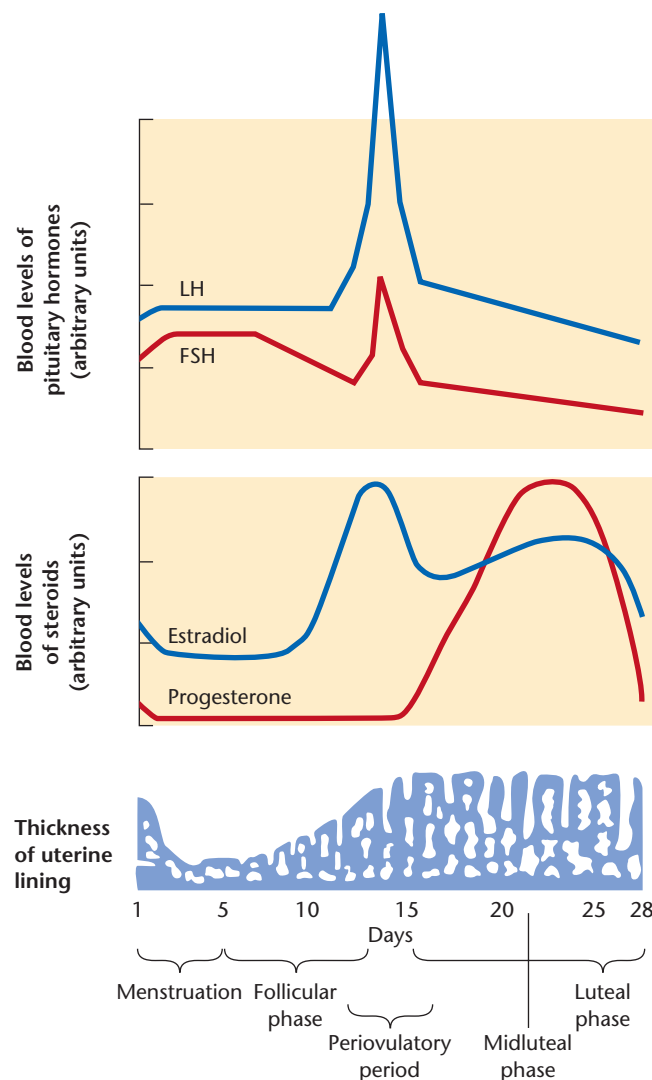 Blood levels of
pituitary hormones
(arbitrary units)
LH
FSH
Blood levels
of steroids
(arbitrary units)
Estradiol
Progesterone
Thickness
of uterine
lining
1 5 10 15 20 25 28
Days
Menstruation
Follicular
phase
Periovulatory
period
Midluteal
phase
Luteal
phase